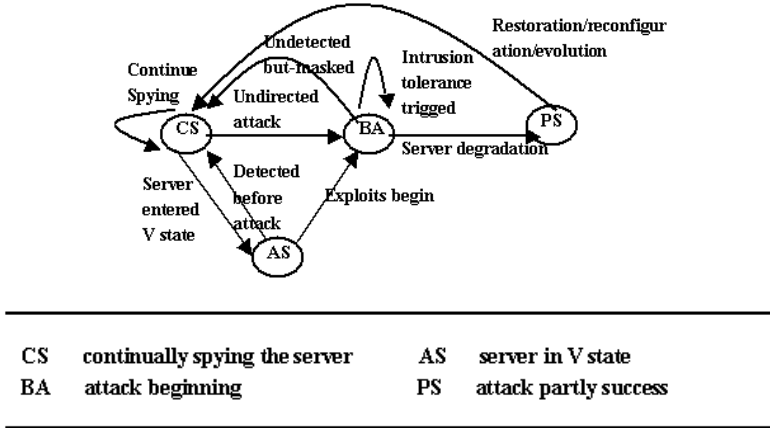 Restoration/reconfigur
ation/evolution
Undetected
but-masked
Intrusion
tolerance
trigged
Continue
Spying
Undirected
attack
CS
BA
PS
Server degradation
Server
entered
V state
Detected
before
attack
Exploits begin
AS
CS continually spying the server AS server in V state
BA attack beginning PS attack partly success